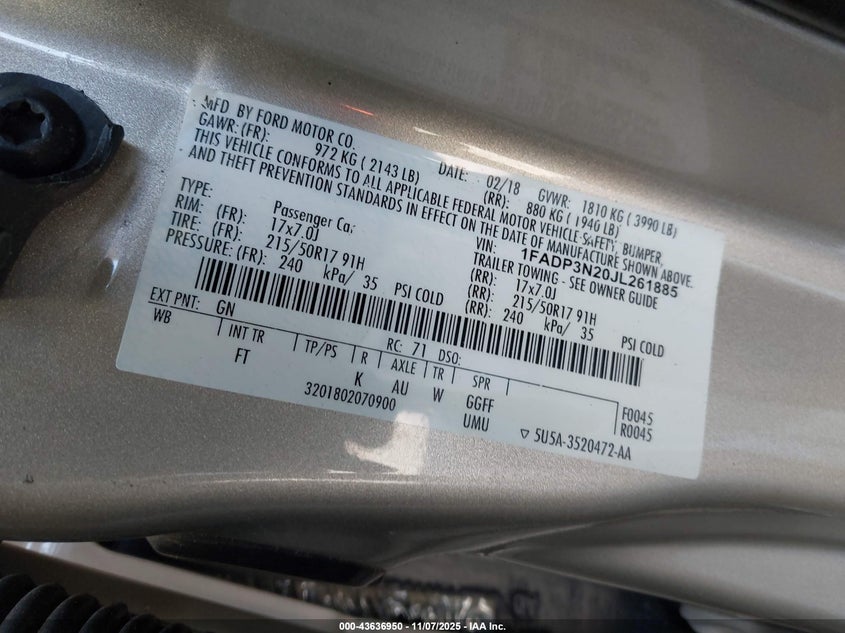 MFD BY FORD MOTOR CO. DATE: 02/18 GVWR: 1810 KG ( 3990 LB)
GAWR: (FR): 972 KG ( 2143 LB) (RR): 880 KG ( 1940 LB)
THIS VEHICLE CONFORMS TO ALL APPLICABLE FEDERAL MOTOR VEHICLE SAFETY, BUMPER,
AND THEFT PREVENTION STANDARDS IN EFFECT ON THE DATE OF MANUFACTURE SHOWN ABOVE.
VIN: 1FADP3N20JL261885
TYPE: Passenger Car TRAILER TOWING - SEE OWNER GUIDE
RIM: (FR): 17x7.0J (RR): 17x7.0J
TIRE: (FR): 215/50R17 91H (RR): 215/50R17 91H
PRESSURE: (FR): 240 kPa/ 35 PSI COLD (RR): 240 kPa/ 35 PSI COLD
EXT PNT: GN RC: 71 DSO:
WB INT TR TP/PS R AXLE TR SPR
FT K AU W GGFF F0045
UMU R0045
3201802070900
▽ 5U5A-3520472-AA
000-43636950 | 11/07/2025 - IAA Inc.